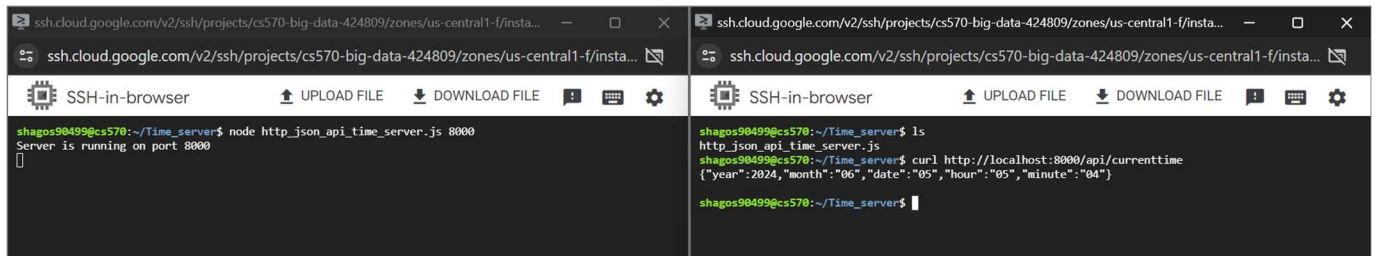 ssh.cloud.google.com/v2/ssh/projects/cs570-big-data-424809/zones/us-central1-f/insta...
ssh.cloud.google.com/v2/ssh/projects/cs570-big-data-424809/zones/us-central1-f/insta...
SSH-in-browser
UPLOAD FILE
DOWNLOAD FILE
shagos90499@cs570:~/Time_server$ node http_json_api_time_server.js 8000
Server is running on port 8000
ssh.cloud.google.com/v2/ssh/projects/cs570-big-data-424809/zones/us-central1-f/insta...
ssh.cloud.google.com/v2/ssh/projects/cs570-big-data-424809/zones/us-central1-f/insta...
SSH-in-browser
UPLOAD FILE
DOWNLOAD FILE
shagos90499@cs570:~/Time_server$ ls
http_json_api_time_server.js
shagos90499@cs570:~/Time_server$ curl http://localhost:8000/api/currenttime
{"year":2024,"month":"06","date":"05","hour":"05","minute":"04"}
shagos90499@cs570:~/Time_server$